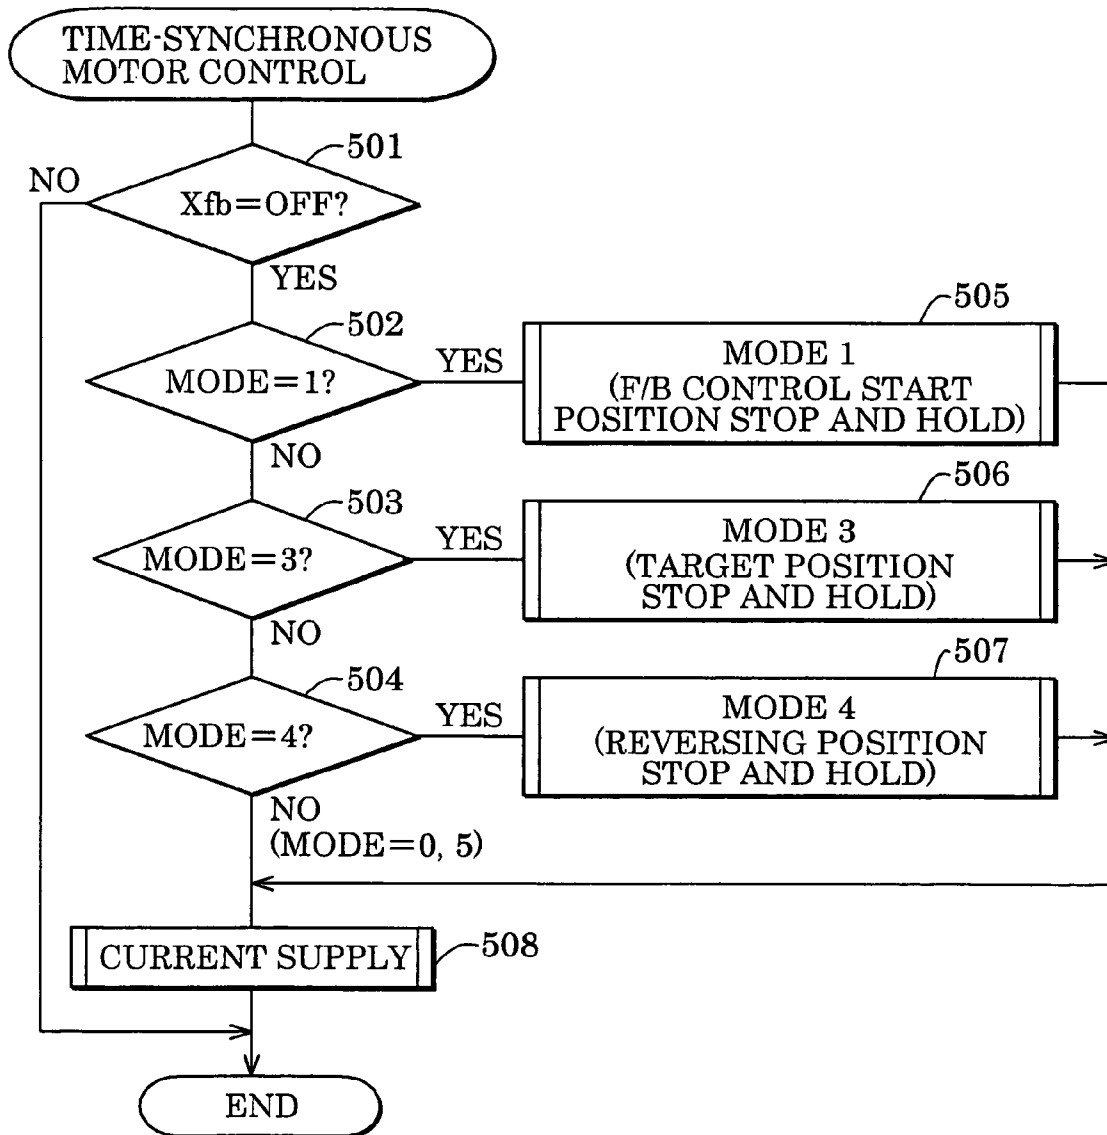 TIME-SYNCHRONOUS
MOTOR CONTROL
501
NO
Xfb=OFF?
YES
502
MODE=1?
YES
505
MODE 1
(F/B CONTROL START
POSITION STOP AND HOLD)
NO
503
MODE=3?
YES
506
MODE 3
(TARGET POSITION
STOP AND HOLD)
NO
504
MODE=4?
YES
507
MODE 4
(REVERSING POSITION
STOP AND HOLD)
NO
(MODE=0, 5)
CURRENT SUPPLY
508
END